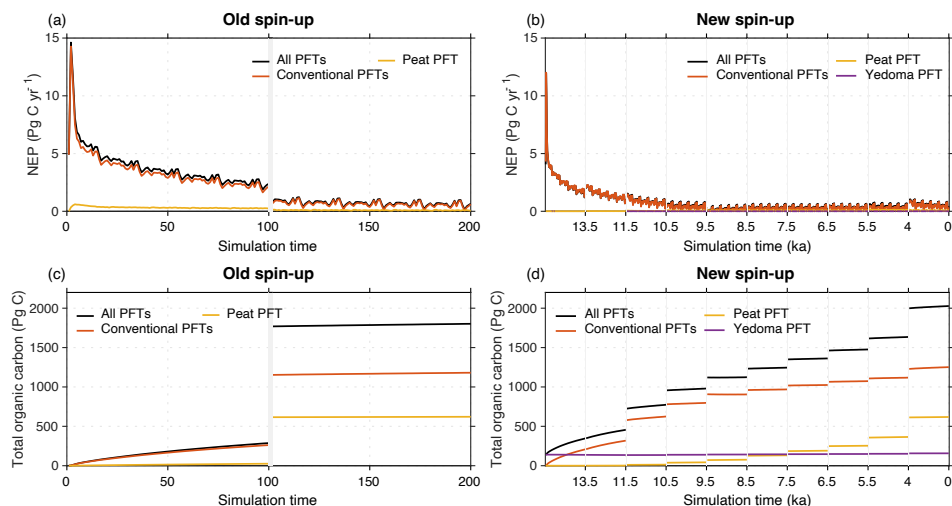 (a) Old spin-up
15
10
5
0
NEP (Pg C yr⁻¹)
All PFTs
Conventional PFTs
Peat PFT
0 50 100 150 200
Simulation time
(b) New spin-up
15
10
5
0
NEP (Pg C yr⁻¹)
All PFTs
Conventional PFTs
Peat PFT
Yedoma PFT
13.5 11.5 10.5 9.5 8.5 7.5 6.5 5.5 4 0
Simulation time (ka)
(c) Old spin-up
2000
1500
1000
500
0
Total organic carbon (Pg C)
All PFTs
Conventional PFTs
Peat PFT
0 50 100 150 200
Simulation time
(d) New spin-up
2000
1500
1000
500
0
Total organic carbon (Pg C)
All PFTs
Conventional PFTs
Peat PFT
Yedoma PFT
13.5 11.5 10.5 9.5 8.5 7.5 6.5 5.5 4 0
Simulation time (ka)